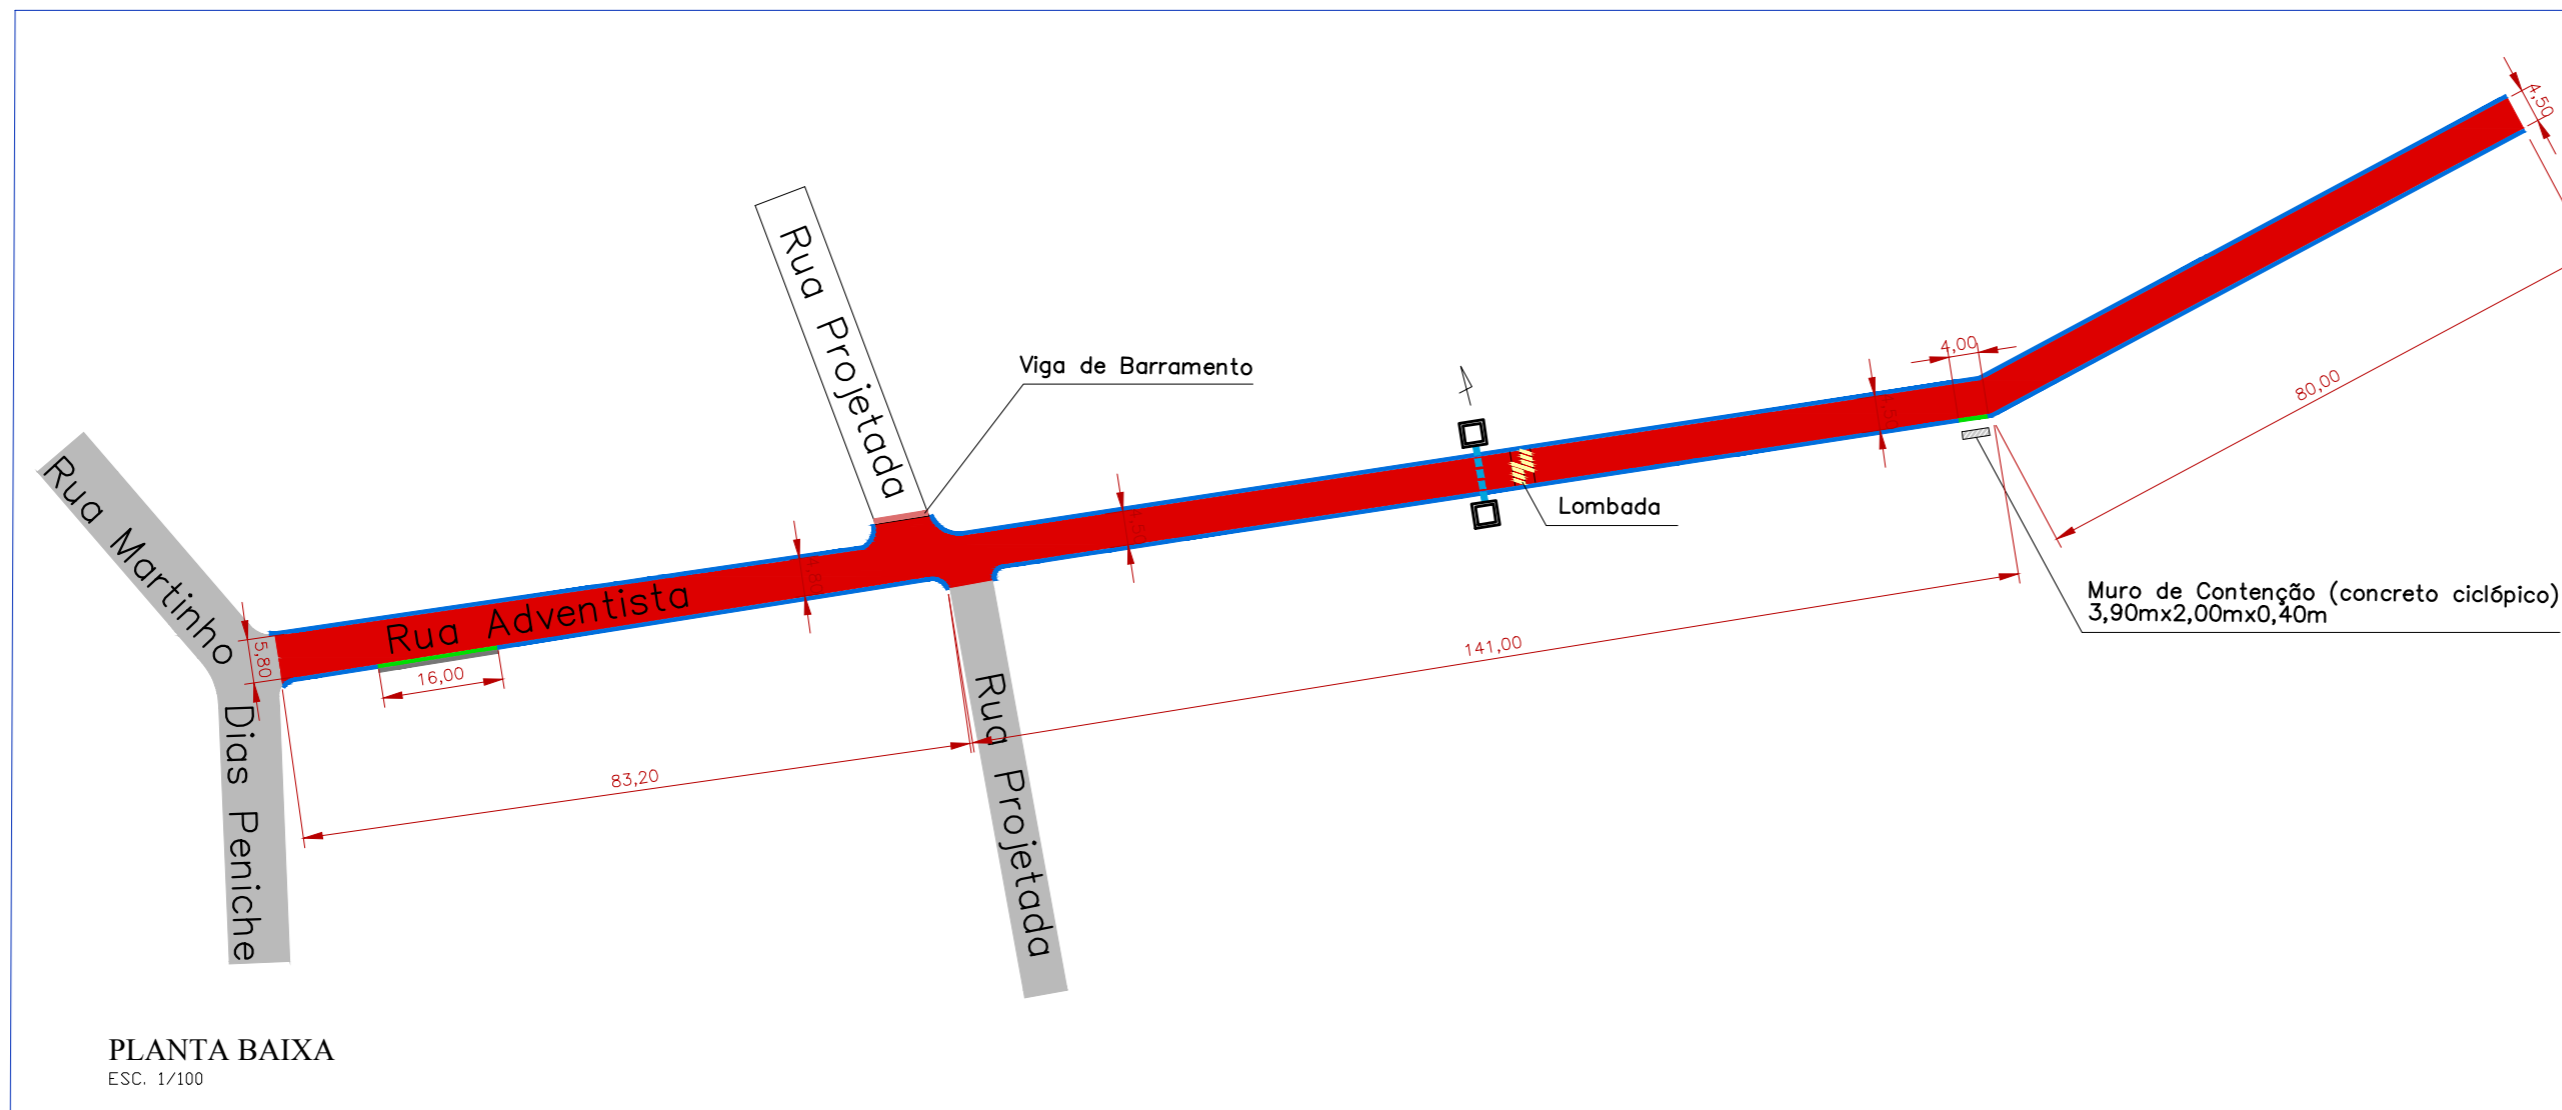 4,50
Rua Projetada
Viga de Barramento
4,00
80,00
Rua Martinho
Lombada
4,80
Rua Adventista
Muro de Contenção (concreto ciclópico)
3,90mx2,00mx0,40m
5,80
16,00
141,00
Rua Projetada
Dias Peniche
83,20
PLANTA BAIXA
ESC. 1/100